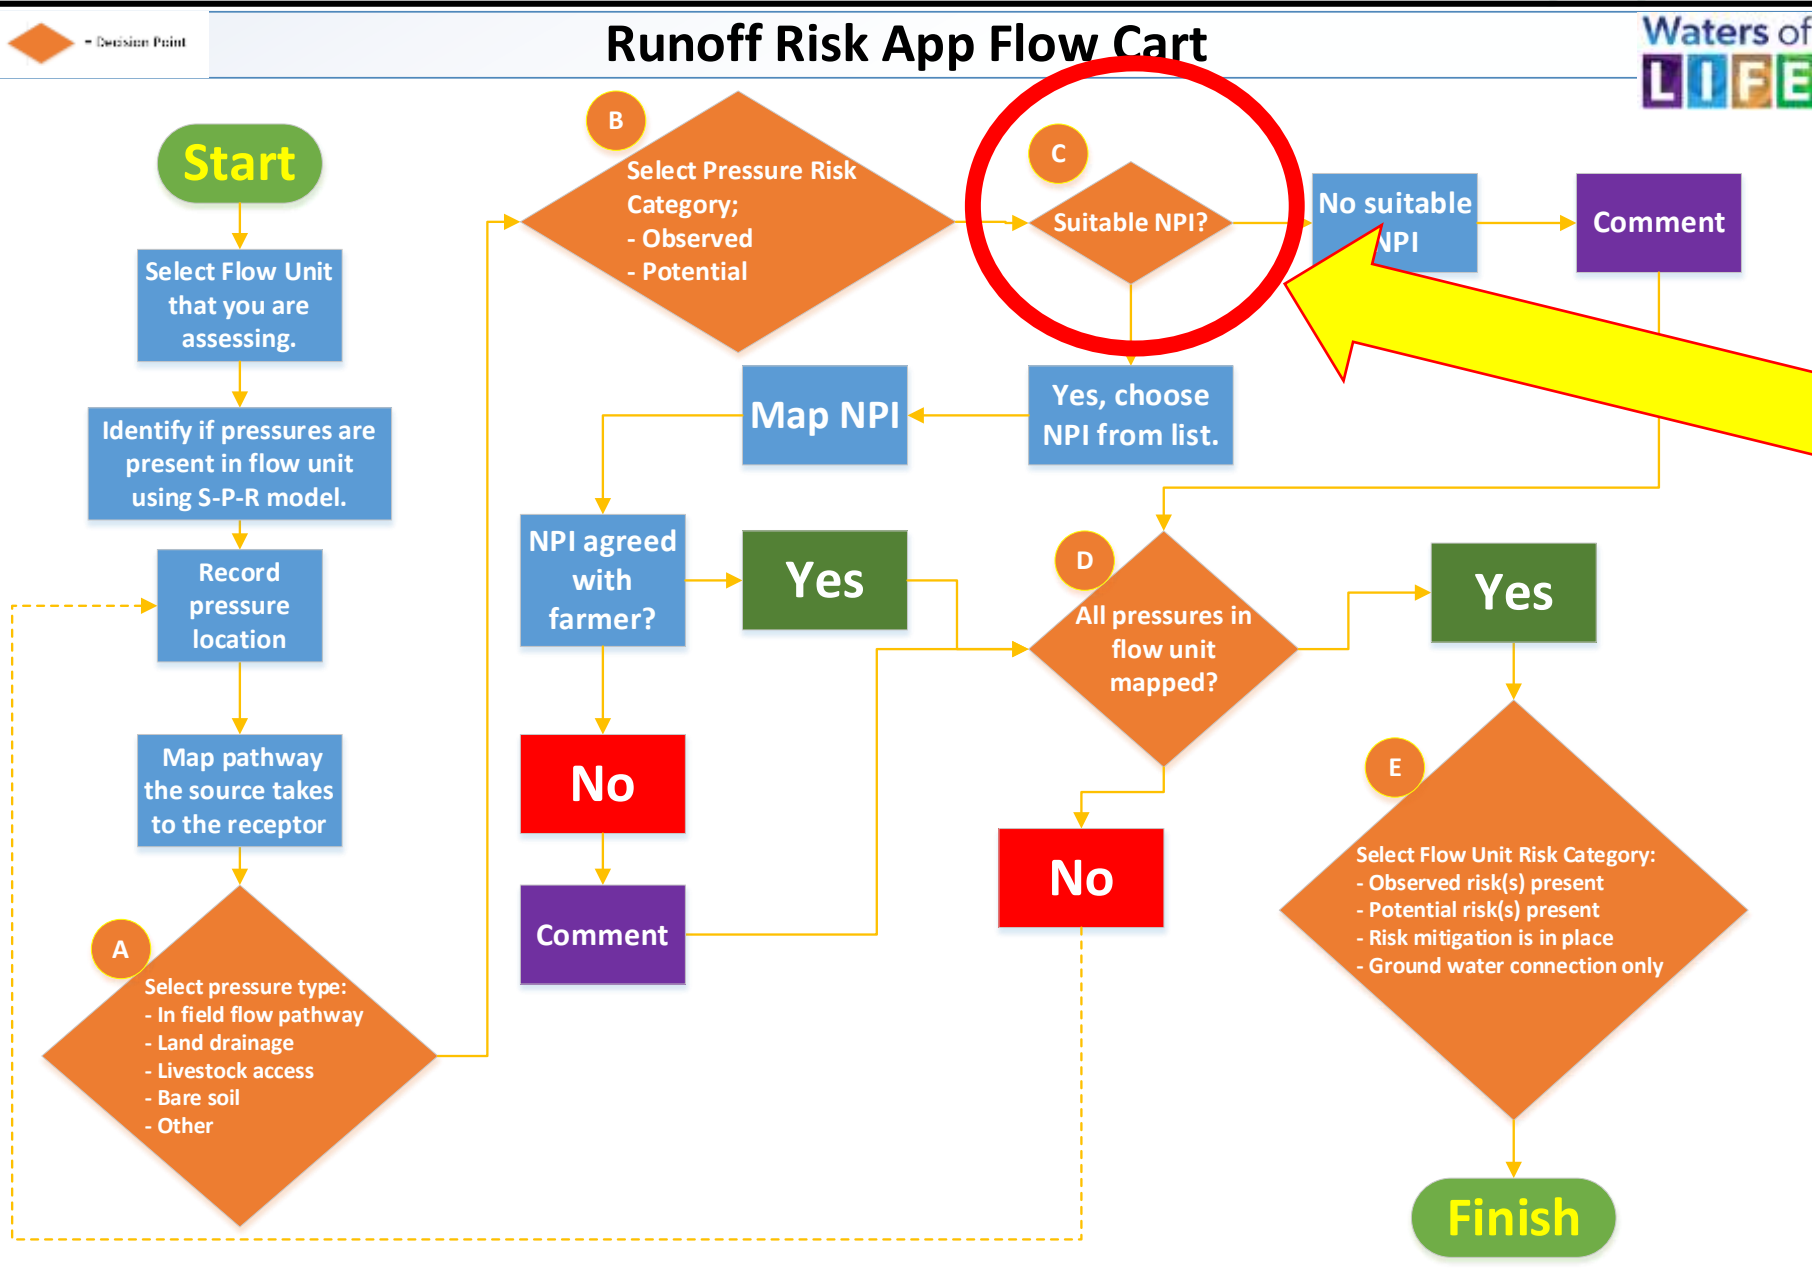 = Decision Point
Runoff Risk App Flow Cart
Waters of
LIFE
Start
Select Flow Unit
that you are
assessing.
Identify if pressures are
present in flow unit
using S-P-R model.
Record
pressure
location
Map pathway
the source takes
to the receptor
A
Select pressure type:
- In field flow pathway
- Land drainage
- Livestock access
- Bare soil
- Other
B
Select Pressure Risk
Category;
- Observed
- Potential
C
Suitable NPI?
No suitable
NPI
Comment
Yes, choose
NPI from list.
Map NPI
NPI agreed
with
farmer?
Yes
No
Comment
D
All pressures in
flow unit
mapped?
No
Yes
E
Select Flow Unit Risk Category:
- Observed risk(s) present
- Potential risk(s) present
- Risk mitigation is in place
- Ground water connection only
Finish